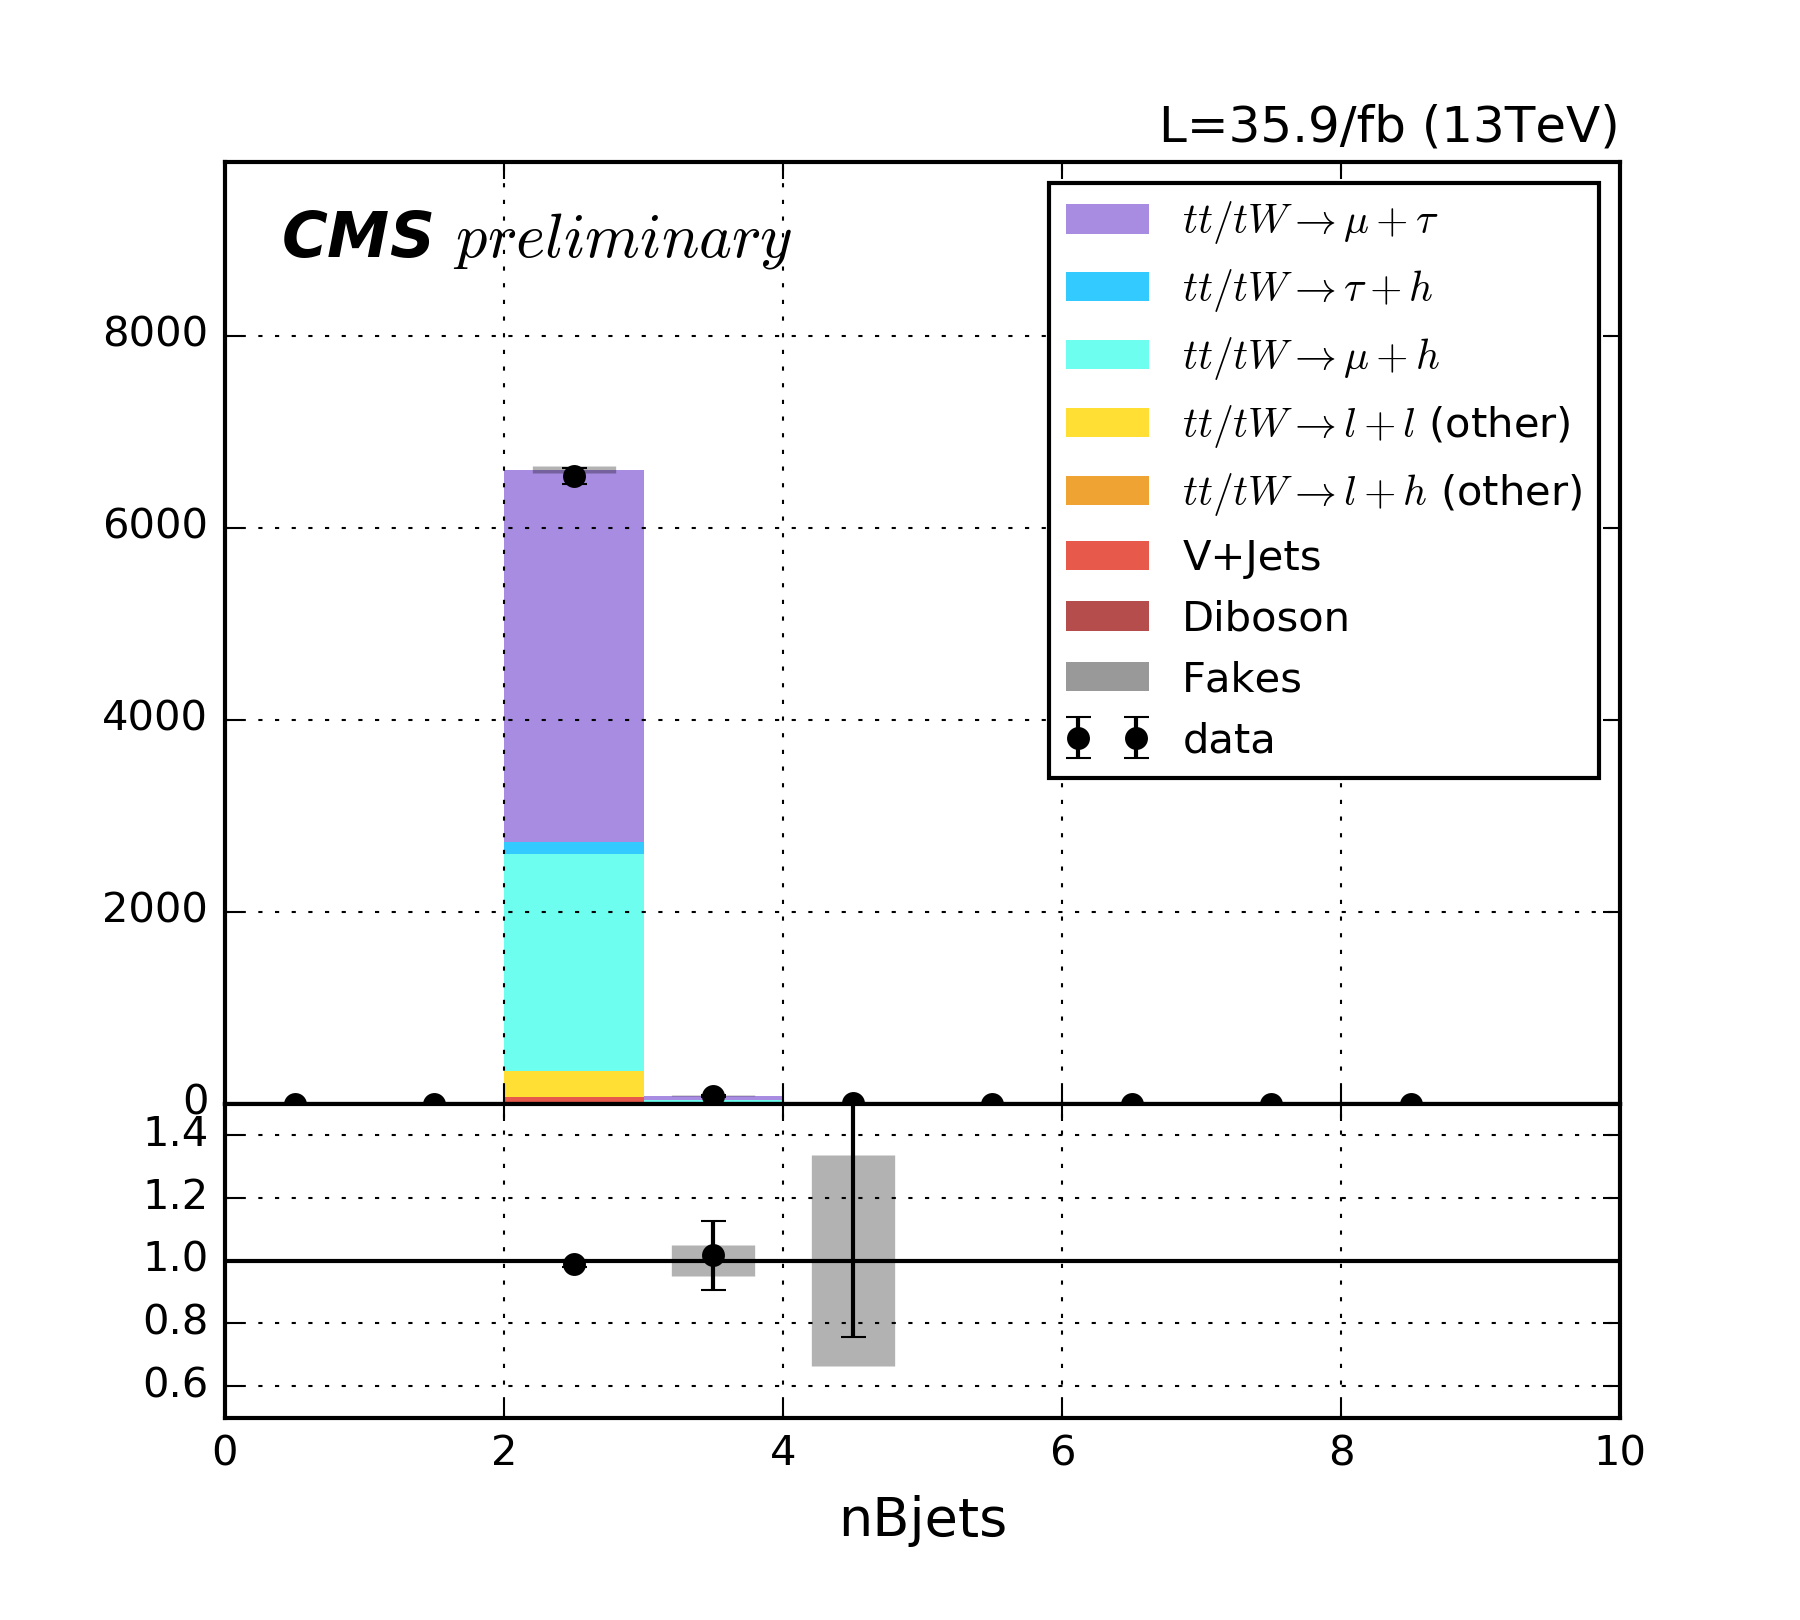 L=35.9/fb (13TeV)
CMS preliminary
tt/tW→μ+τ
tt/tW→τ+h
tt/tW→μ+h
tt/tW→l+l (other)
tt/tW→l+h (other)
V+Jets
Diboson
Fakes
data
8000
6000
4000
2000
0
1.4
1.2
1.0
0.8
0.6
0 2 4 6 8 10
nBjets